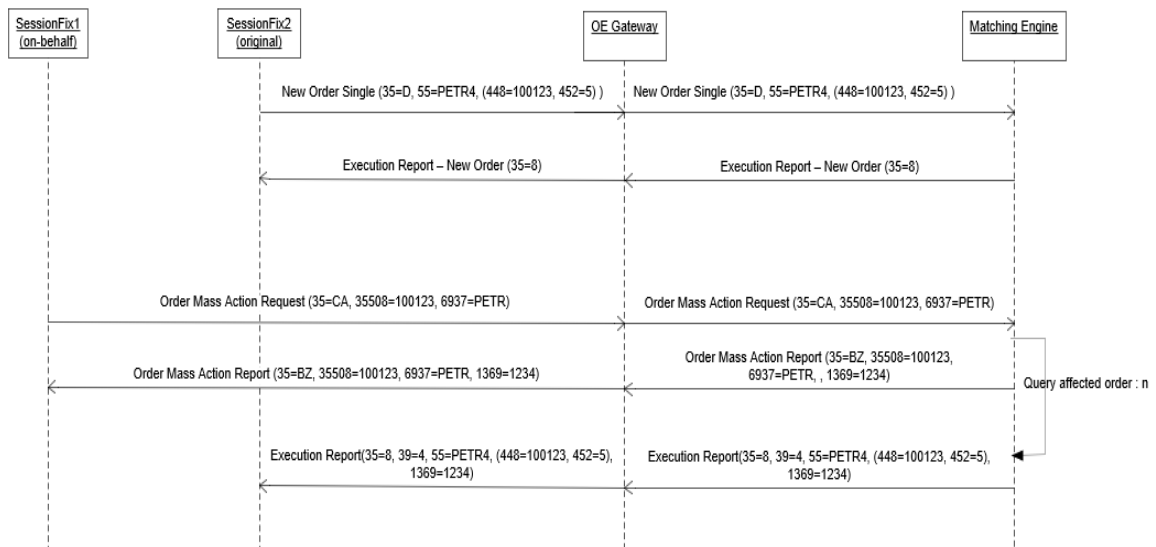 SessionFix1
(on-behalf)
SessionFix2
(original)
OE Gateway
Matching Engine
New Order Single (35=D, 55=PETR4, (448=100123, 452=5) )
New Order Single (35=D, 55=PETR4, (448=100123, 452=5) )
Execution Report – New Order (35=8)
Execution Report – New Order (35=8)
Order Mass Action Request (35=CA, 35508=100123, 6937=PETR)
Order Mass Action Request (35=CA, 35508=100123, 6937=PETR)
Order Mass Action Report (35=BZ, 35508=100123, 6937=PETR, 1369=1234)
Order Mass Action Report (35=BZ, 35508=100123,
6937=PETR, , 1369=1234)
Query affected order : n
Execution Report(35=8, 39=4, 55=PETR4, (448=100123, 452=5),
1369=1234)
Execution Report(35=8, 39=4, 55=PETR4, (448=100123, 452=5),
1369=1234)